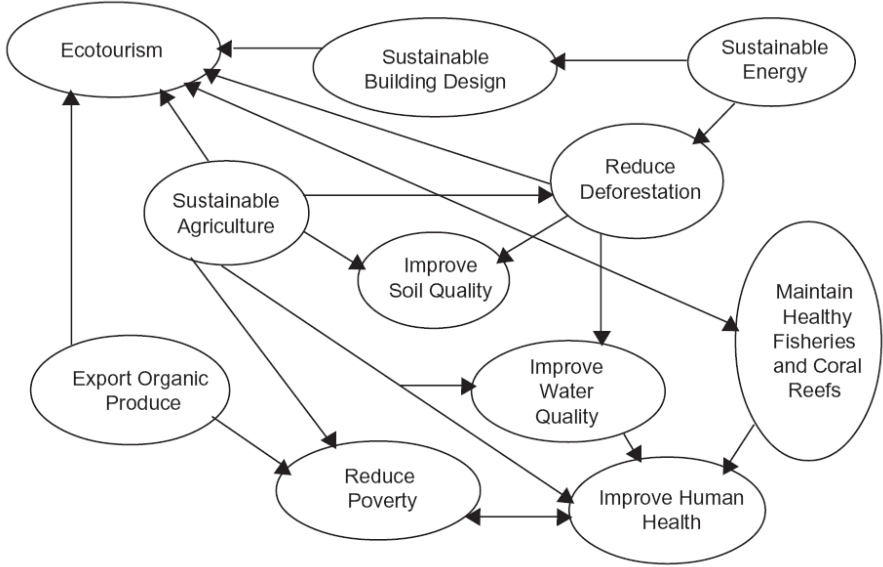 Ecotourism
Sustainable
Building Design
Sustainable
Energy
Reduce
Deforestation
Sustainable
Agriculture
Improve
Soil Quality
Maintain
Healthy
Fisheries
and Coral
Reefs
Export Organic
Produce
Improve
Water
Quality
Reduce
Poverty
Improve Human
Health